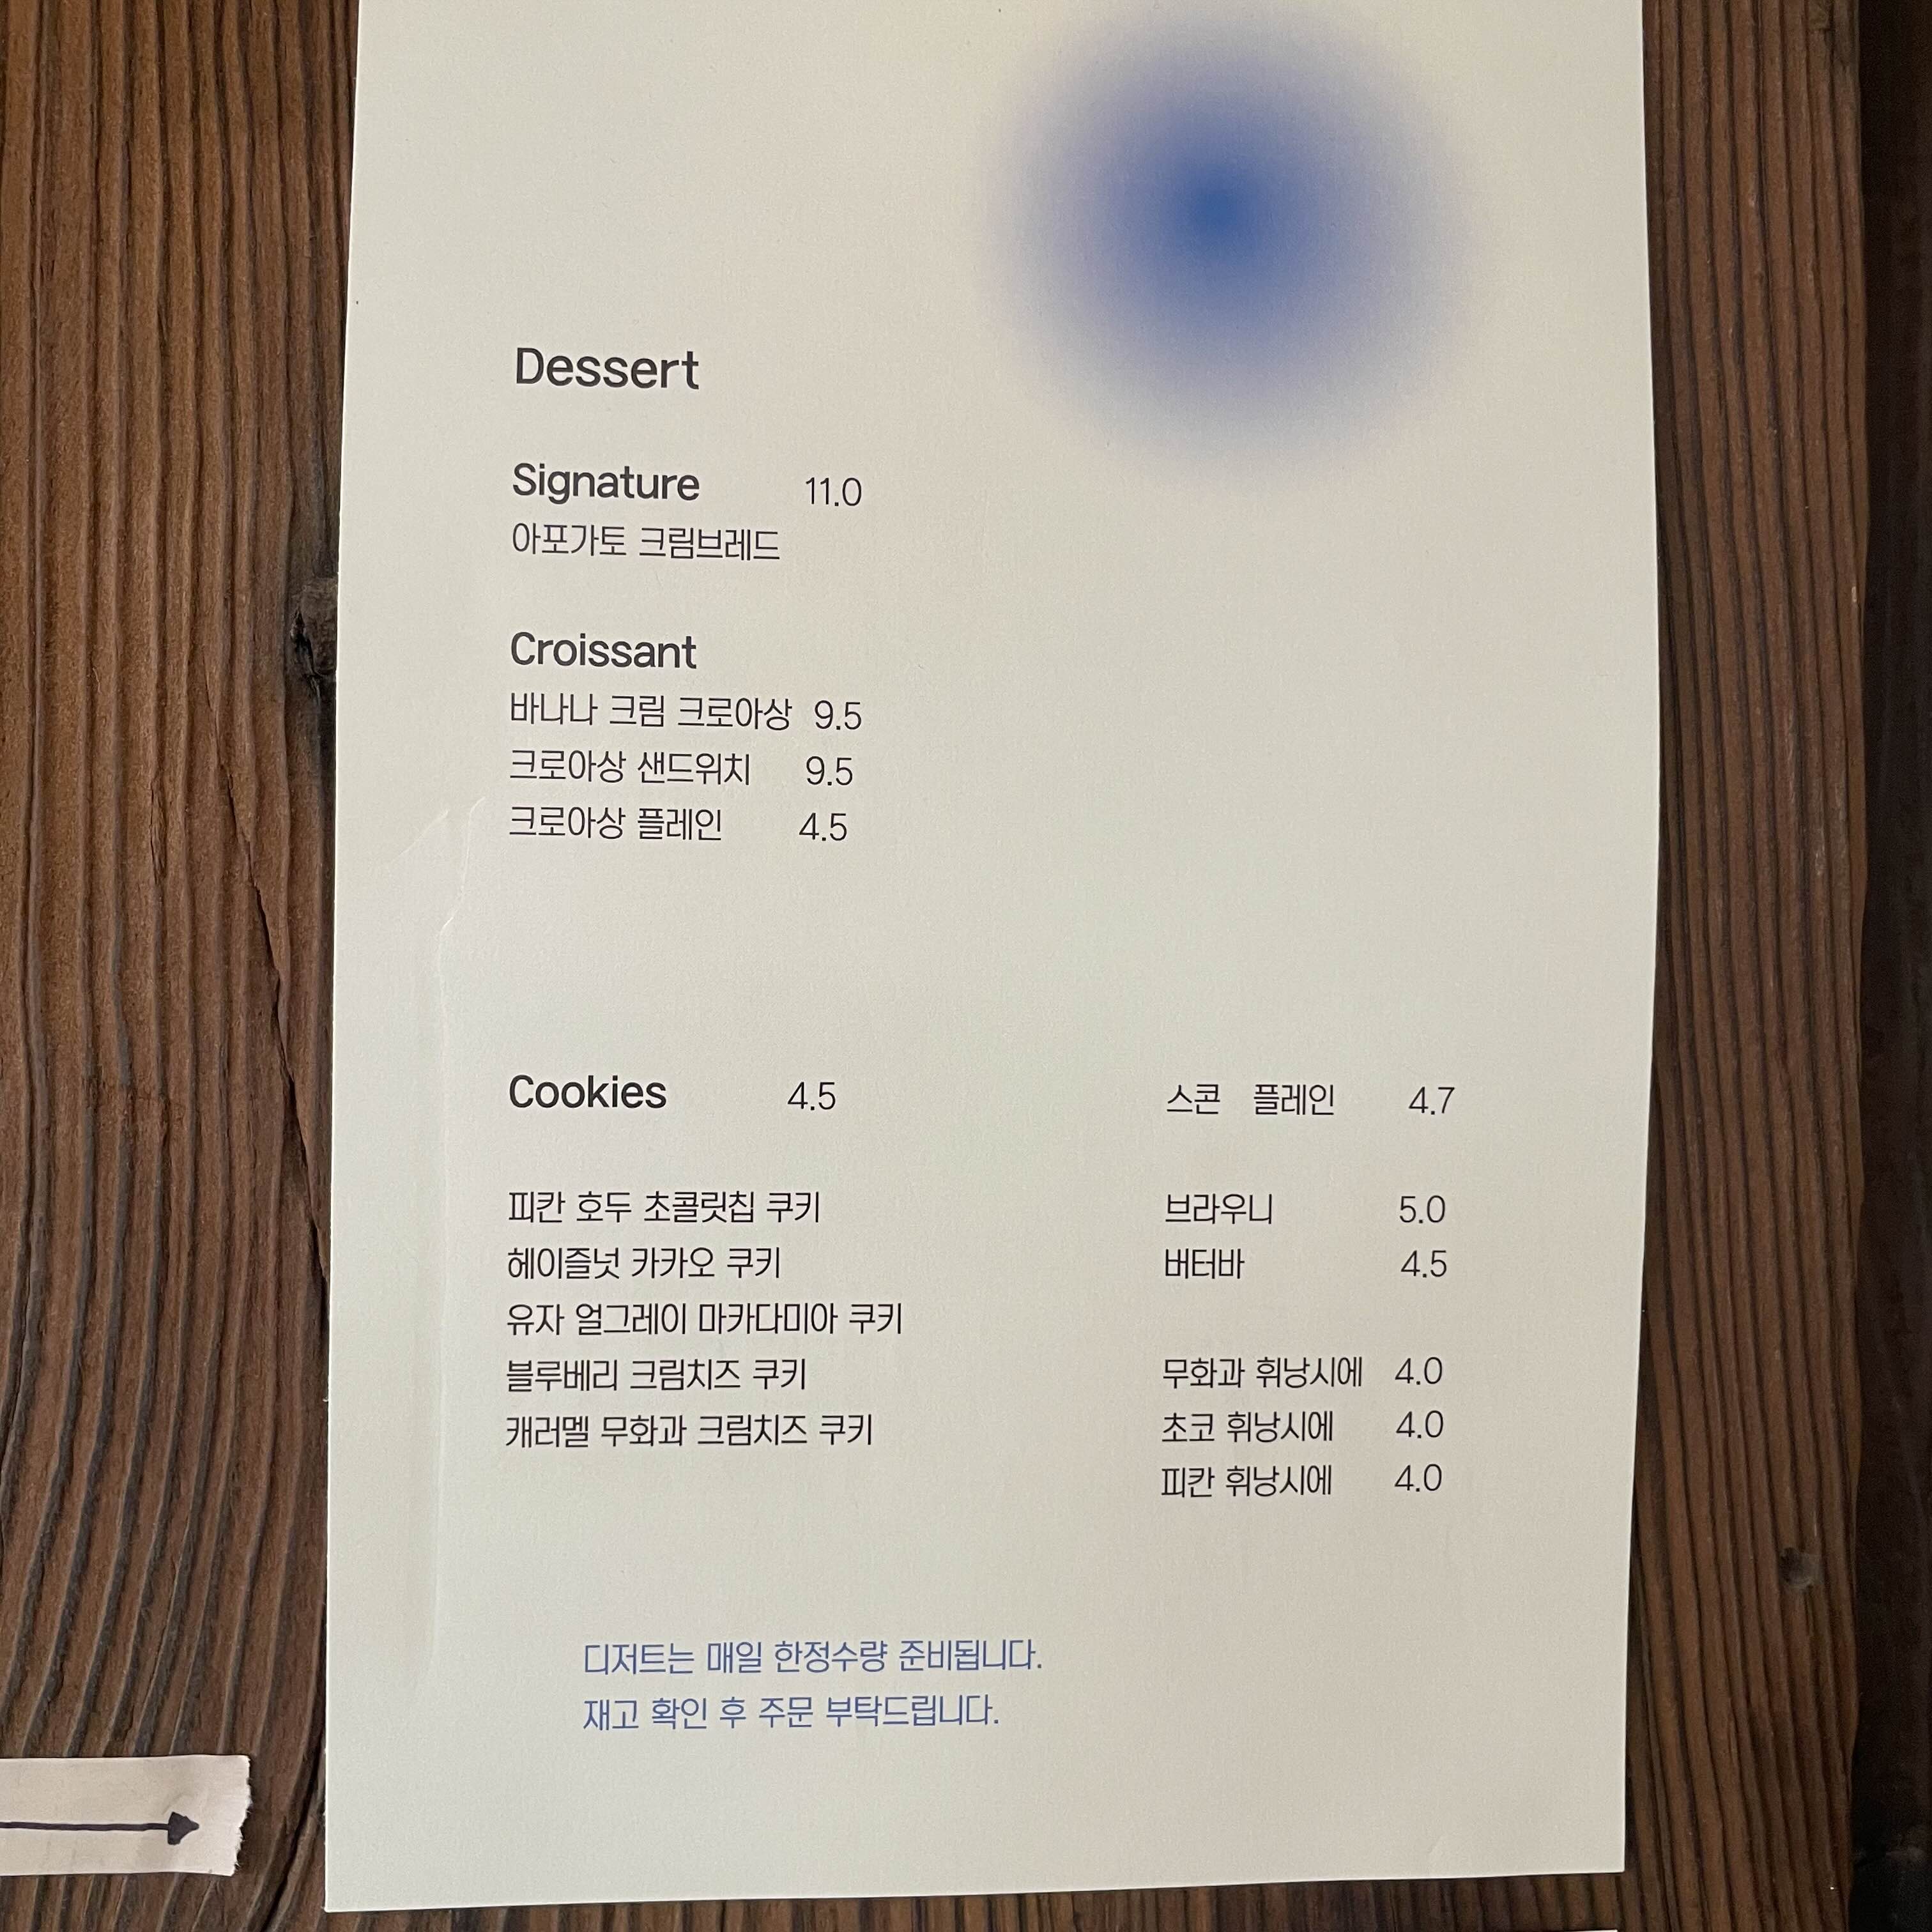 Dessert
Signature 11.0
아포가토 크림브레드
Croissant
바나나 크림 크로아상 9.5
크로아상 샌드위치 9.5
크로아상 플레인 4.5
Cookies 4.5
피칸 호두 초콜릿칩 쿠키
헤이즐넛 카카오 쿠키
유자 얼그레이 마카다미아 쿠키
블루베리 크림치즈 쿠키
캐러멜 무화과 크림치즈 쿠키
스콘 플레인 4.7
브라우니 5.0
버터바 4.5
무화과 휘낭시에 4.0
초코 휘낭시에 4.0
피칸 휘낭시에 4.0
디저트는 매일 한정수량 준비됩니다.
재고 확인 후 주문 부탁드립니다.